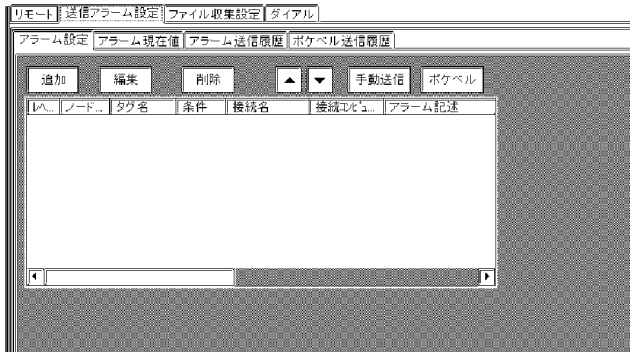 リモート 送信アラーム設定 ファイル収集設定 ダイアル
アラーム設定 アラーム現在値 アラーム送信履歴 ポケベル送信履歴
追加 編集 削除 ▲ ▼ 手動送信 ポケベル
ﾚﾍ... ノード... タグ名 条件 接続名 接続ｺﾝﾋﾟｭ... アラーム記述